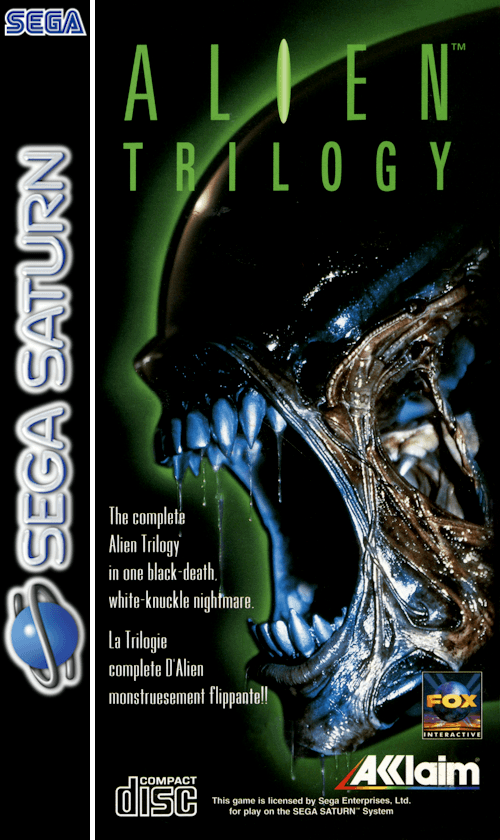 SEGA
SEGA SATURN
ALIEN™
TRILOGY
The complete
Alien Trilogy
in one black-death,
white-knuckle nightmare.
La Trilogie
complete D'Alien
monstruesement flippante!!
FOX
INTERACTIVE
AKKlaim
COMPACT
disc
This game is licensed by Sega Enterprises, Ltd.
for play on the SEGA SATURN™ System